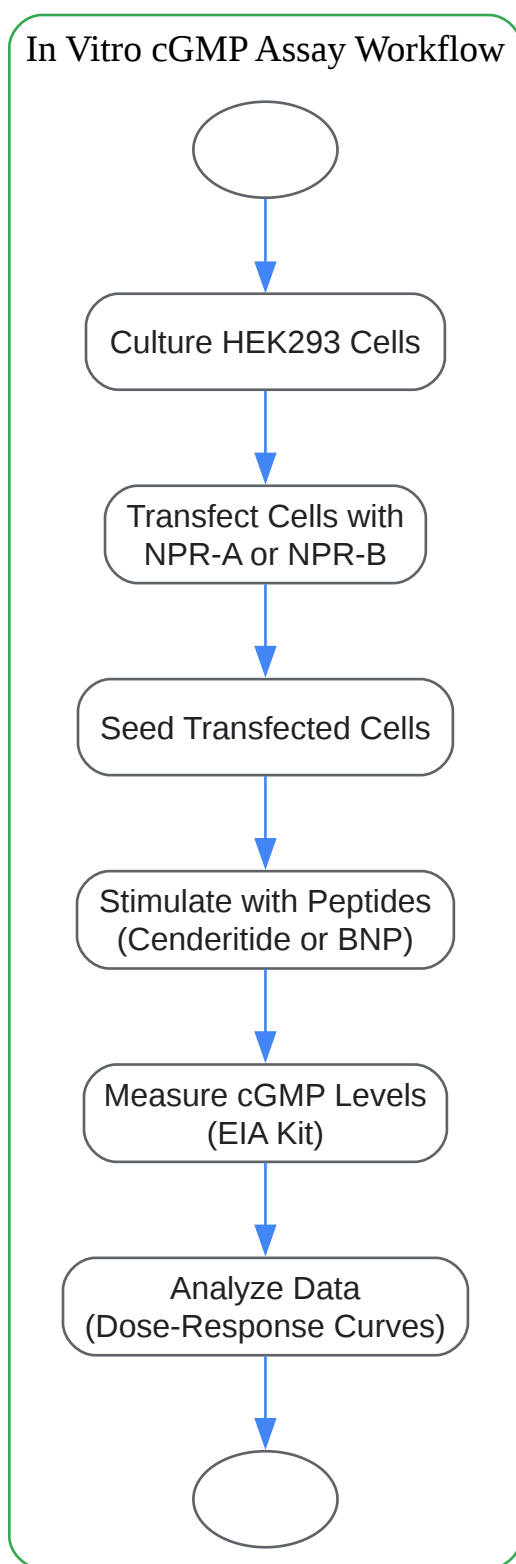 In Vitro cGMP Assay Workflow
Culture HEK293 Cells
Transfect Cells with
NPR-A or NPR-B
Seed Transfected Cells
Stimulate with Peptides
(Cenderitide or BNP)
Measure cGMP Levels
(EIA Kit)
Analyze Data
(Dose-Response Curves)